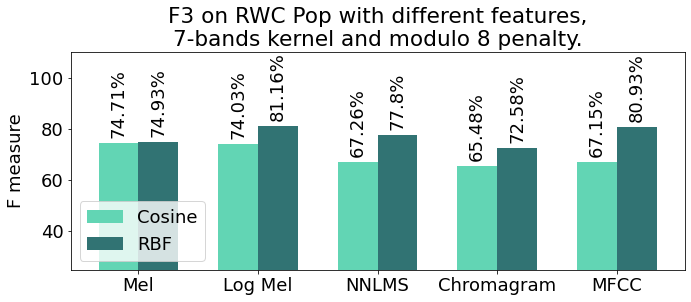 F3 on RWC Pop with different features,
7-bands kernel and modulo 8 penalty.
F measure
100
80
60
40
74.71%
74.93%
74.03%
81.16%
67.26%
77.8%
65.48%
72.58%
67.15%
80.93%
Cosine
RBF
Mel
Log Mel
NNLMS
Chromagram
MFCC